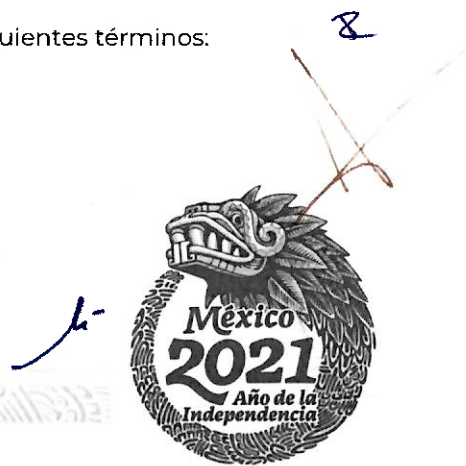 uientes términos:
México
2021
Año de la
Independencia